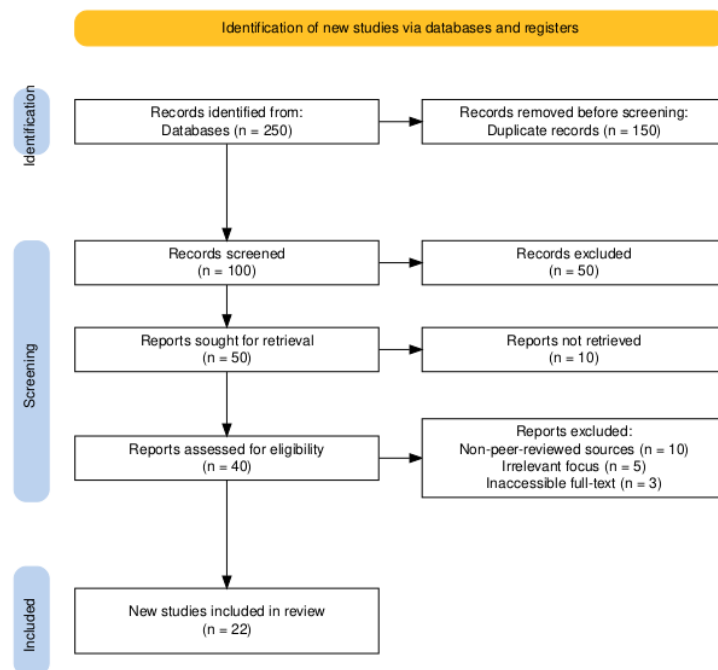 Identification of new studies via databases and registers
Identification
Records identified from:
Databases (n = 250)
Records removed before screening:
Duplicate records (n = 150)
Screening
Records screened
(n = 100)
Records excluded
(n = 50)
Reports sought for retrieval
(n = 50)
Reports not retrieved
(n = 10)
Reports assessed for eligibility
(n = 40)
Reports excluded:
Non-peer-reviewed sources (n = 10)
Irrelevant focus (n = 5)
Inaccessible full-text (n = 3)
Included
New studies included in review
(n = 22)